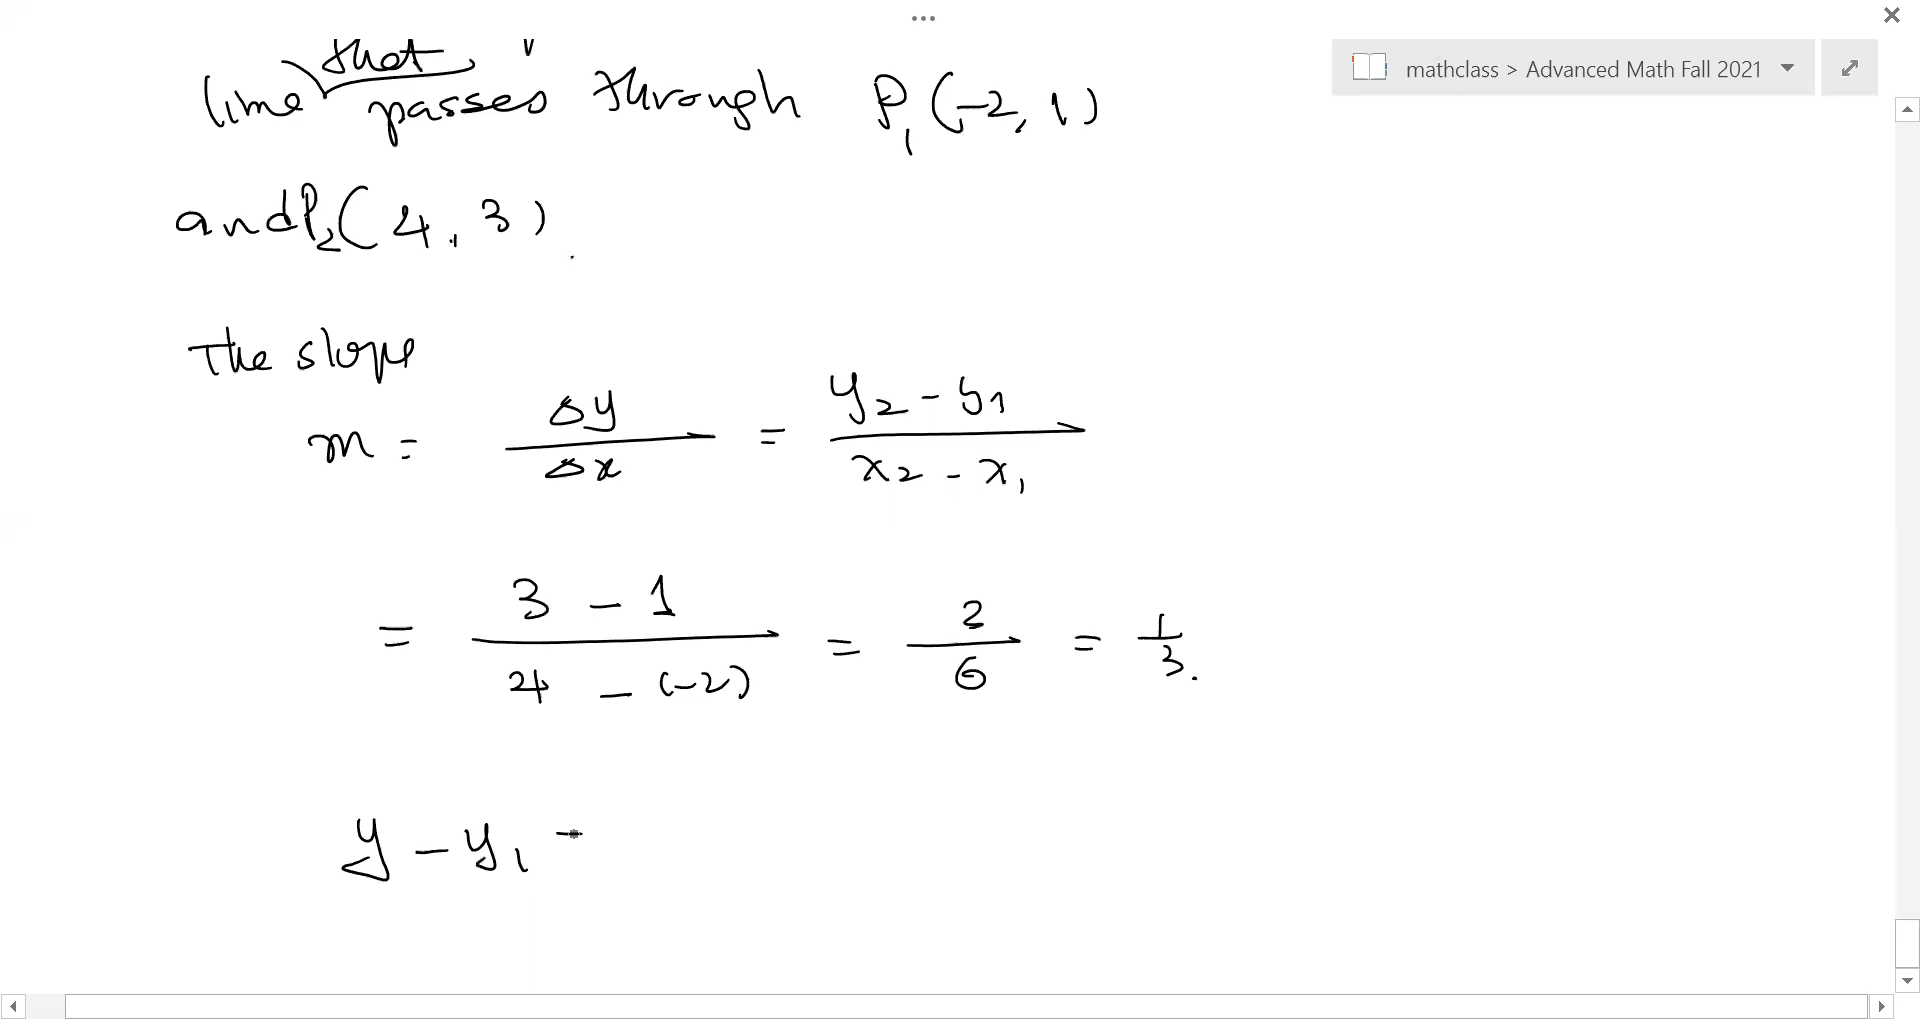 ...
mathclass > Advanced Math Fall 2021
that
line passes through P₁(-2, 1)
and P₂(4, 3).
The slope
m = Δy/Δx = (y₂ - y₁)/(x₂ - x₁)
= (3 - 1)/(4 - (-2)) = 2/6 = 1/3.
y - y₁ -